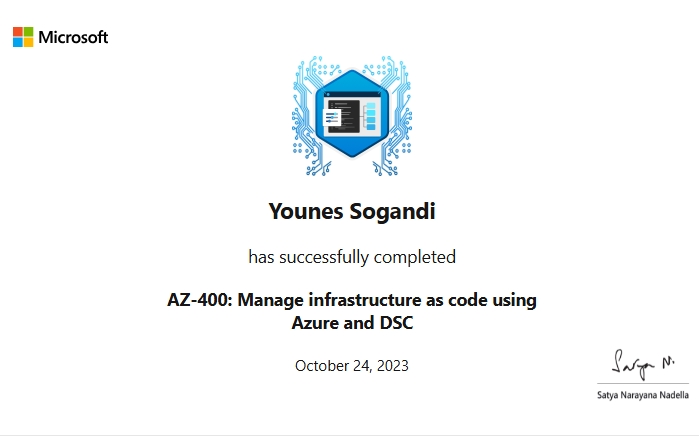 Microsoft
Younes Sogandi
has successfully completed
AZ-400: Manage infrastructure as code using
Azure and DSC
October 24, 2023
Satya N.
Satya Narayana Nadella